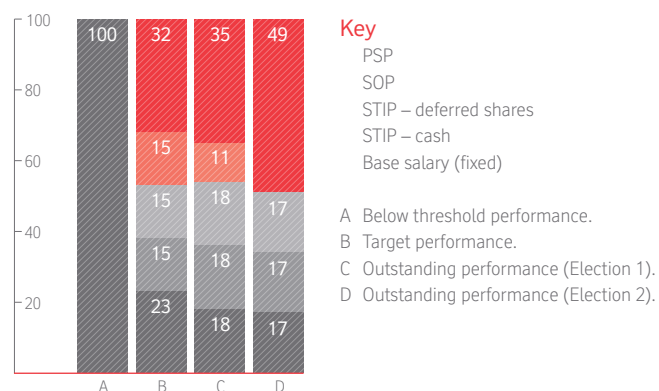 100
80
60
40
20
100
32
35
49
15
11
15
18
17
15
18
17
23
18
17
A
B
C
D
Key
PSP
SOP
STIP – deferred shares
STIP – cash
Base salary (fixed)
A Below threshold performance.
B Target performance.
C Outstanding performance (Election 1).
D Outstanding performance (Election 2).